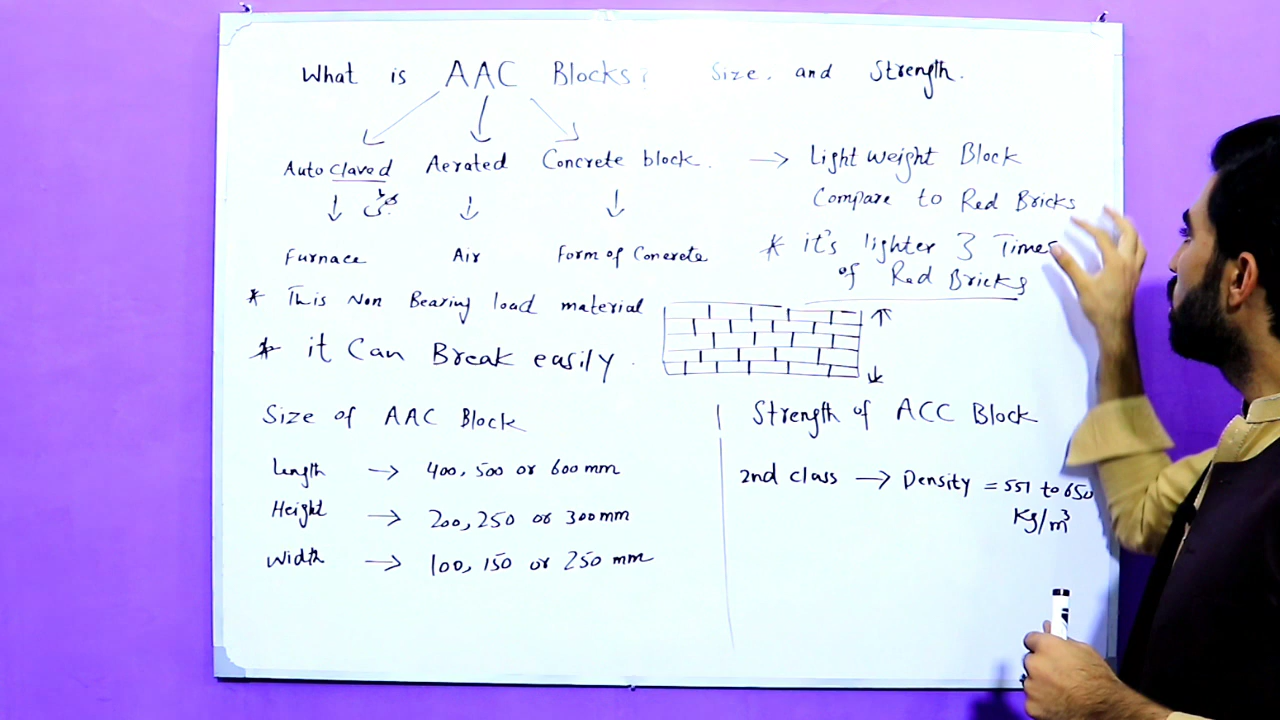 What is AAC Blocks? Size, and Strength.
Autoclaved Aerated Concrete block. → Light weight Block
Compare to Red Bricks
↓ ↓ ↓
Furnace Air Form of Concrete
* it's lighter 3 Times
of Red Bricks
* This Non Bearing load material
* it Can Break easily.
Size of AAC Block
Length → 400, 500 or 600 mm
Height → 200, 250 or 300 mm
Width → 100, 150 or 250 mm
Strength of ACC Block
2nd class → Density = 551 to 650
Kg/m³